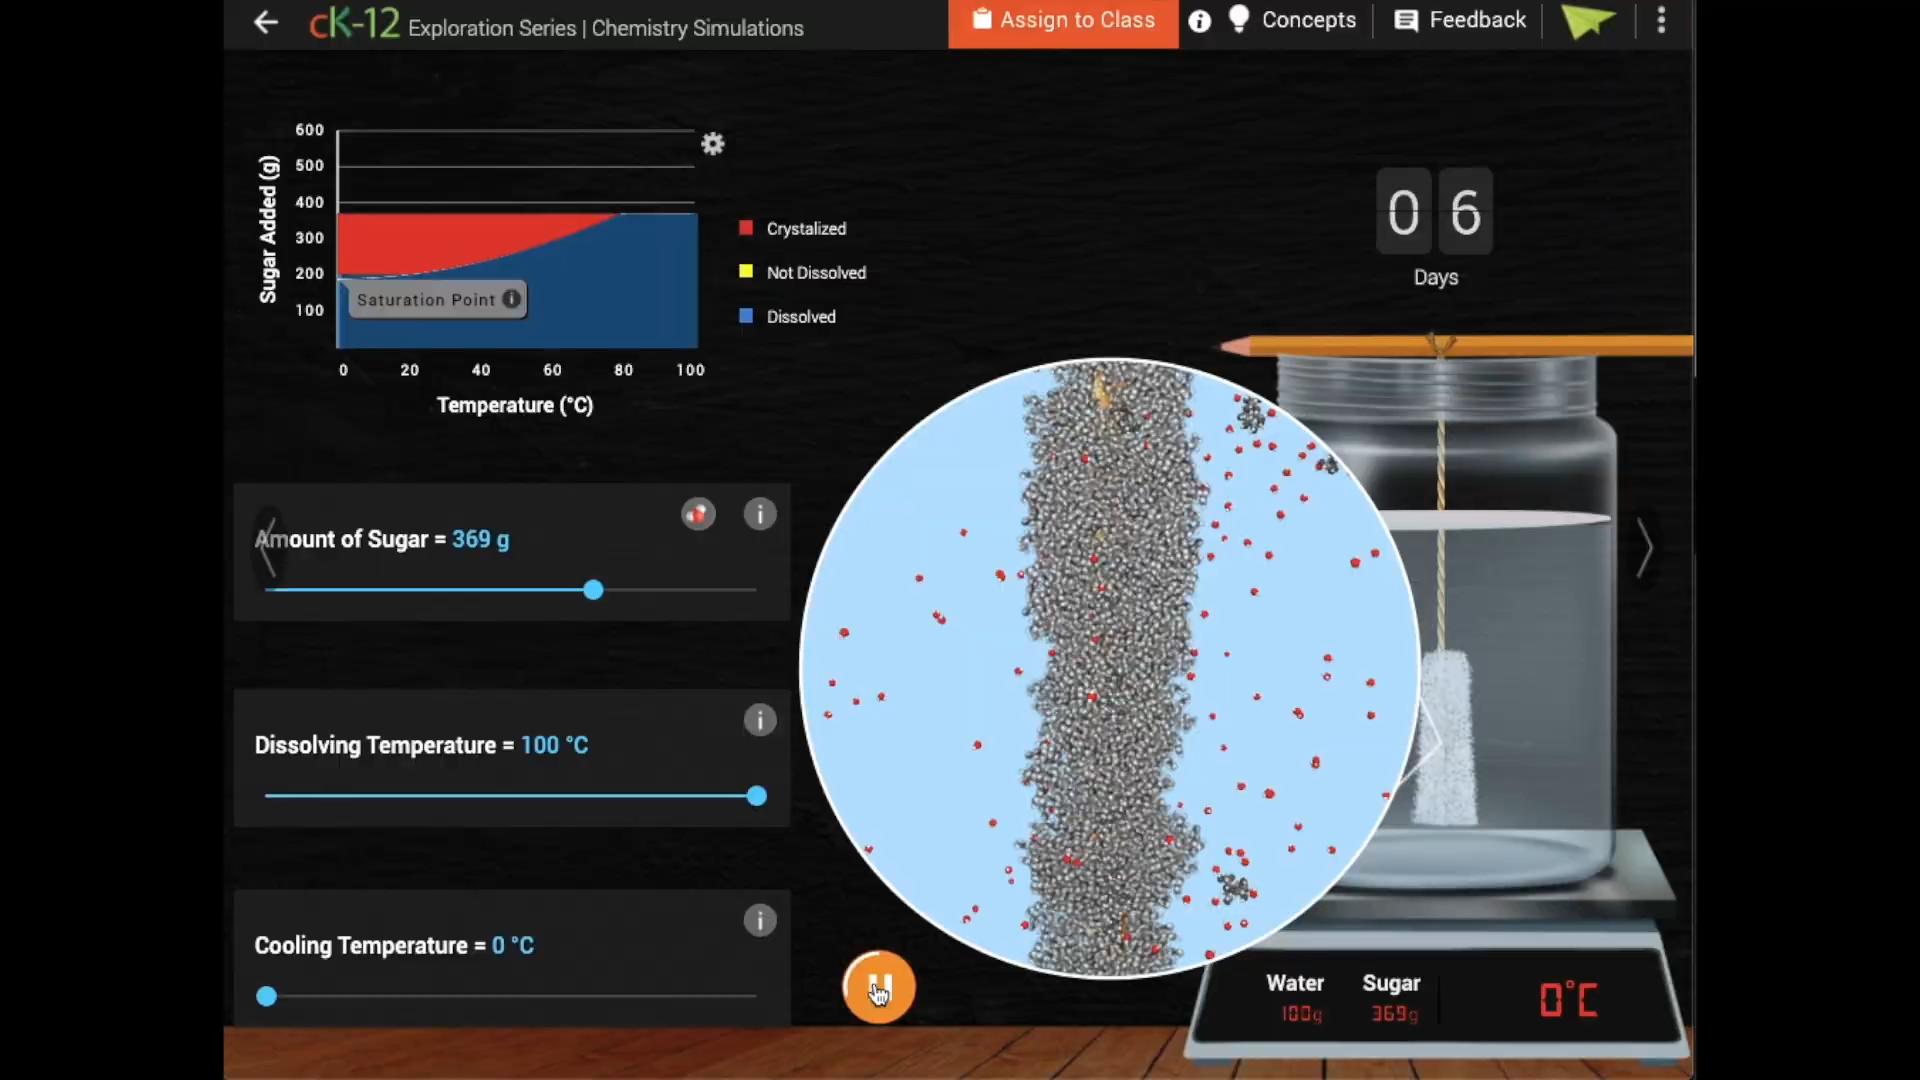 cK-12 Exploration Series | Chemistry Simulations
Assign to Class
Concepts
Feedback
600
500
400
300
200
100
Sugar Added (g)
Saturation Point
0 20 40 60 80 100
Temperature (°C)
Crystalized
Not Dissolved
Dissolved
06
Days
Amount of Sugar = 369 g
Dissolving Temperature = 100 °C
Cooling Temperature = 0 °C
Water Sugar
100g 369g
0°C